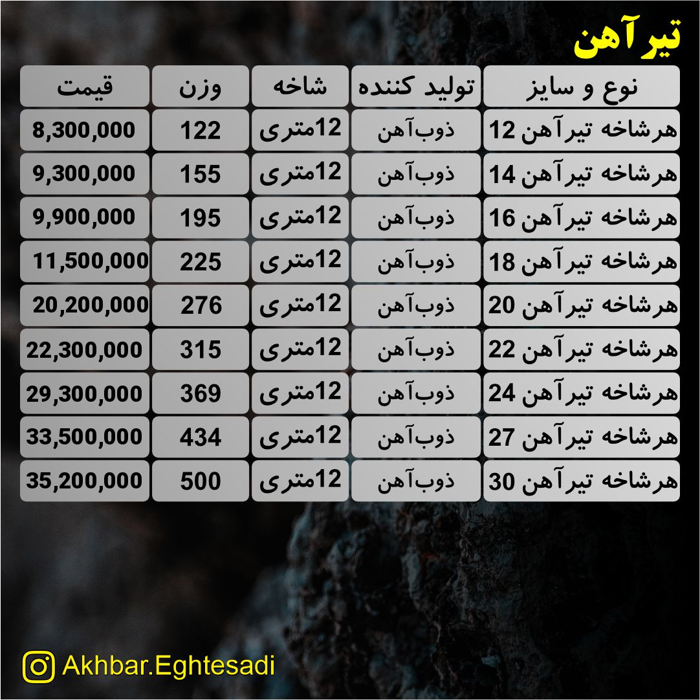 تیرآهن
نوع و سایز تولید کننده شاخه وزن قیمت
هرشاخه تیرآهن 12 ذوب‌آهن 12متری 122 8,300,000
هرشاخه تیرآهن 14 ذوب‌آهن 12متری 155 9,300,000
هرشاخه تیرآهن 16 ذوب‌آهن 12متری 195 9,900,000
هرشاخه تیرآهن 18 ذوب‌آهن 12متری 225 11,500,000
هرشاخه تیرآهن 20 ذوب‌آهن 12متری 276 20,200,000
هرشاخه تیرآهن 22 ذوب‌آهن 12متری 315 22,300,000
هرشاخه تیرآهن 24 ذوب‌آهن 12متری 369 29,300,000
هرشاخه تیرآهن 27 ذوب‌آهن 12متری 434 33,500,000
هرشاخه تیرآهن 30 ذوب‌آهن 12متری 500 35,200,000
Akhbar.Eghtesadi